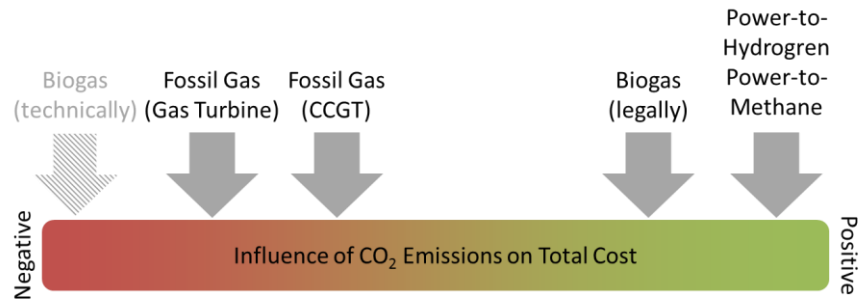 Biogas
(technically)
Fossil Gas
(Gas Turbine)
Fossil Gas
(CCGT)
Biogas
(legally)
Power-to-
Hydrogren
Power-to-
Methane
Negative
Influence of CO₂ Emissions on Total Cost
Positive